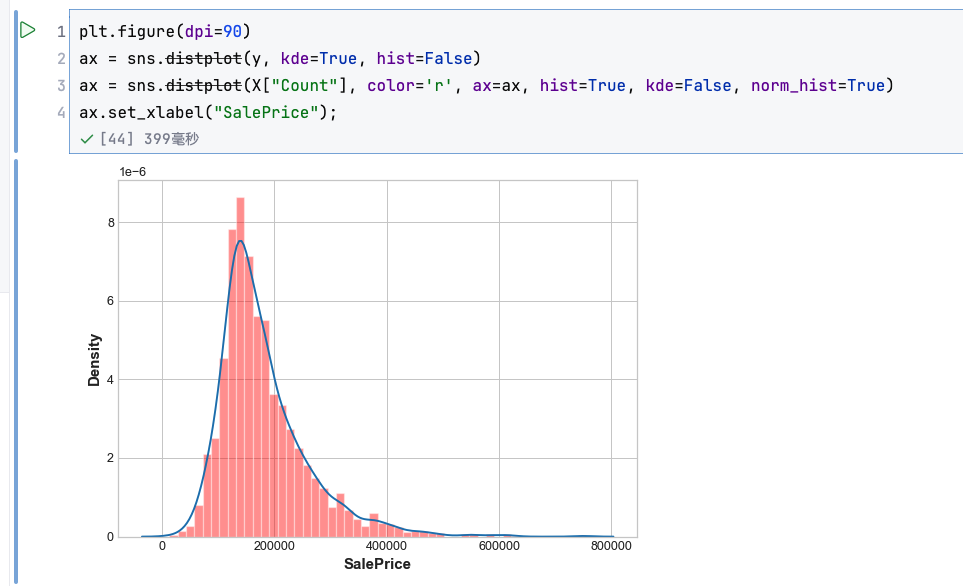 1 plt.figure(dpi=90)
2 ax = sns.distplot(y, kde=True, hist=False)
3 ax = sns.distplot(X["Count"], color='r', ax=ax, hist=True, kde=False, norm_hist=True)
4 ax.set_xlabel("SalePrice");
✓ [44] 399毫秒
1e−6
8
6
4
2
0
Density
0 200000 400000 600000 800000
SalePrice